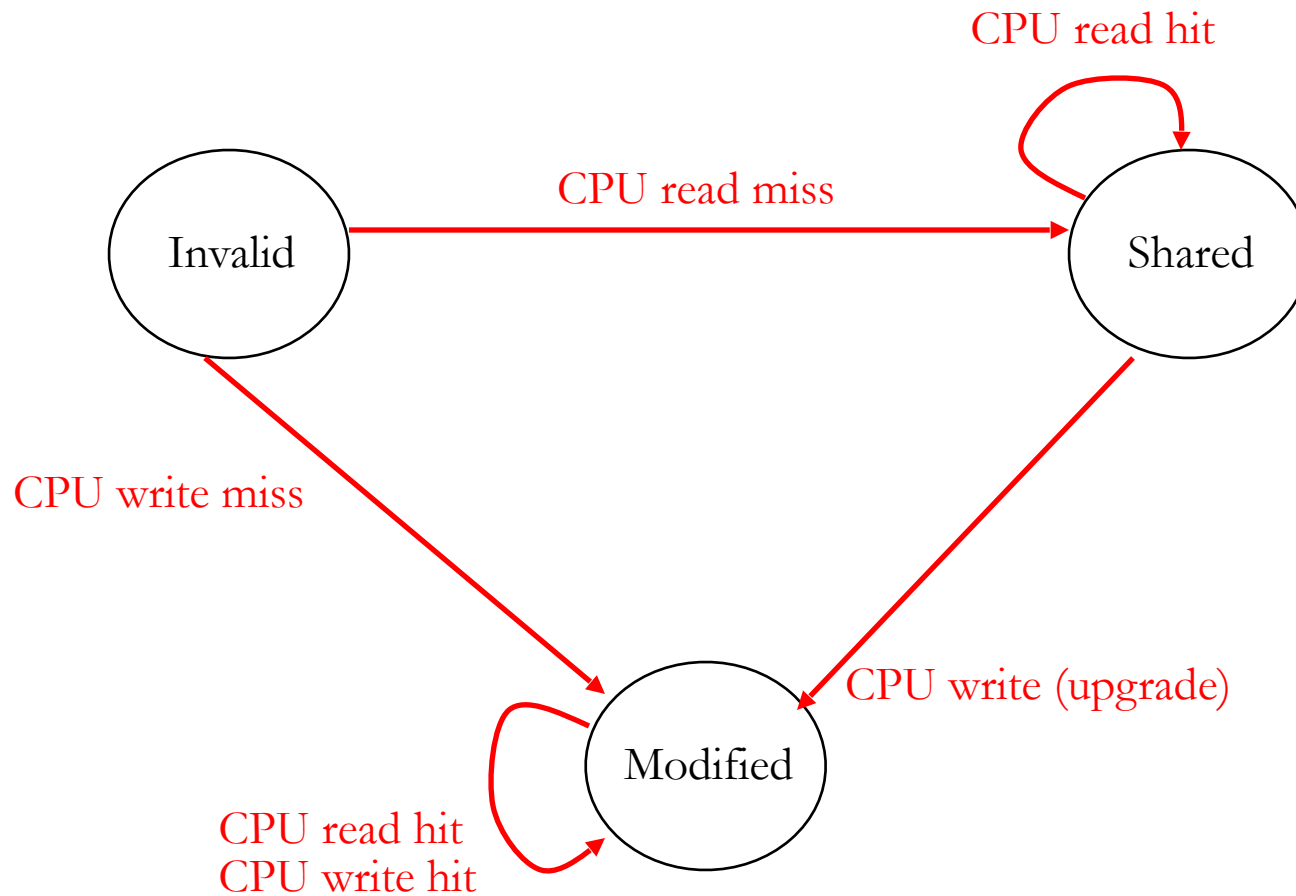 CPU read hit
CPU read miss
Invalid
Shared
CPU write miss
CPU write (upgrade)
Modified
CPU read hit
CPU write hit